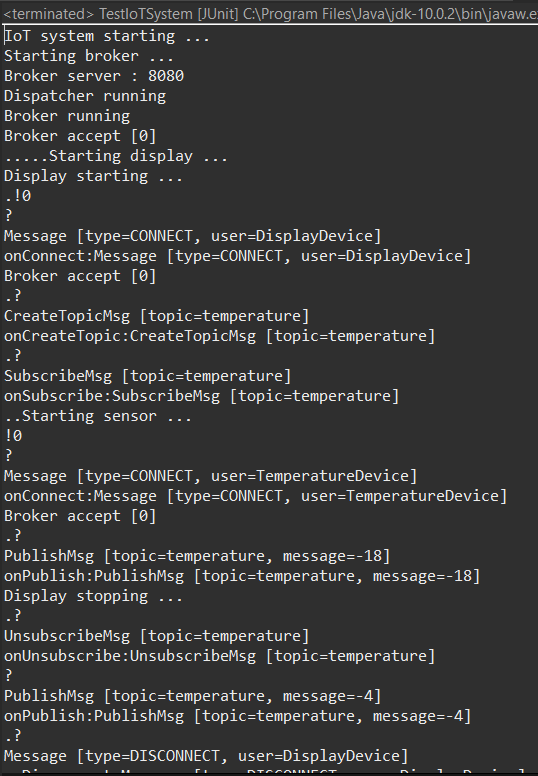 <terminated> TestIoTSystem [JUnit] C:\Program Files\Java\jdk-10.0.2\bin\javaw.e
IoT system starting ...
Starting broker ...
Broker server : 8080
Dispatcher running
Broker running
Broker accept [0]
.....Starting display ...
Display starting ...
.!0
?
Message [type=CONNECT, user=DisplayDevice]
onConnect:Message [type=CONNECT, user=DisplayDevice]
Broker accept [0]
.?
CreateTopicMsg [topic=temperature]
onCreateTopic:CreateTopicMsg [topic=temperature]
.?
SubscribeMsg [topic=temperature]
onSubscribe:SubscribeMsg [topic=temperature]
..Starting sensor ...
!0
?
Message [type=CONNECT, user=TemperatureDevice]
onConnect:Message [type=CONNECT, user=TemperatureDevice]
Broker accept [0]
.?
PublishMsg [topic=temperature, message=-18]
onPublish:PublishMsg [topic=temperature, message=-18]
Display stopping ...
.?
UnsubscribeMsg [topic=temperature]
onUnsubscribe:UnsubscribeMsg [topic=temperature]
?
PublishMsg [topic=temperature, message=-4]
onPublish:PublishMsg [topic=temperature, message=-4]
.?
Message [type=DISCONNECT, user=DisplayDevice]